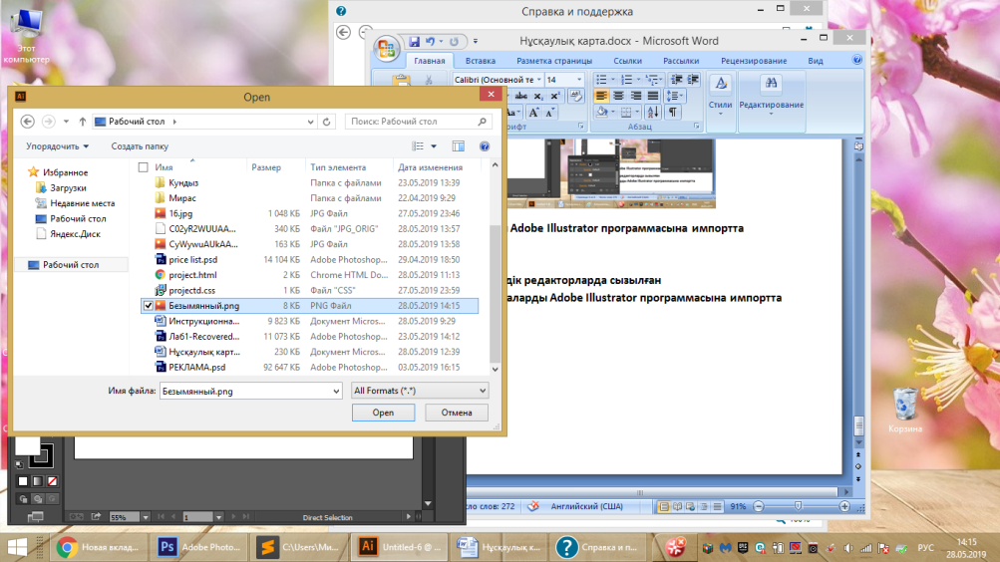 Справка и поддержка
Этот
компьютер
Нұсқаулық карта.docx - Microsoft Word
Главная Вставка Разметка страницы Ссылки Рассылки Рецензирование Вид
Calibri (Основной те 14
Стили Редактирование
Абзац
Open
Рабочий стол
Поиск: Рабочий стол
Упорядочить Создать папку
Имя Размер Тип элемента Дата изменения
Избранное
Загрузки
Недавние места
Рабочий стол
Яндекс.Диск
Рабочий стол
Кундыз Папка с файлами 23.05.2019 13:39
Мирас Папка с файлами 22.04.2019 9:29
16.jpg 1 048 КБ JPG Файл 27.05.2019 23:46
C02yR2WUUAA... 340 КБ Файл "JPG_ORIG" 28.05.2019 13:57
CyWywuAUkAA... 163 КБ JPG Файл 28.05.2019 13:58
price list.psd 14 104 КБ Adobe Photoshop... 29.04.2019 18:50
project.html 2 КБ Chrome HTML Do... 28.05.2019 11:13
projectd.css 1 КБ Файл "CSS" 27.05.2019 23:59
Безымянный.png 8 КБ PNG Файл 28.05.2019 14:15
Инструкционна... 9 823 КБ Документ Micros... 28.05.2019 9:29
Лаб1-Recovered... 11 073 КБ Adobe Photoshop... 23.05.2019 14:12
Нұсқаулық карт... 230 КБ Документ Micros... 28.05.2019 12:39
РЕКЛАМА.psd 92 647 КБ Adobe Photoshop... 03.05.2019 16:15
Имя файла: Безымянный.png All Formats (*.*)
Open Отмена
Adobe Illustrator программасына импортта
дік редакторларда сызылған
аларды Adobe Illustrator программасына импортта
Корзина
сло слов: 272 Английский (США) 91%
55% 1 Direct Selection
Новая вклад... Adobe Photo... C:\Users\Ми... Untitled-6 @ ... Нұсқаулық к... Справка и п... РУС
14:15
28.05.2019